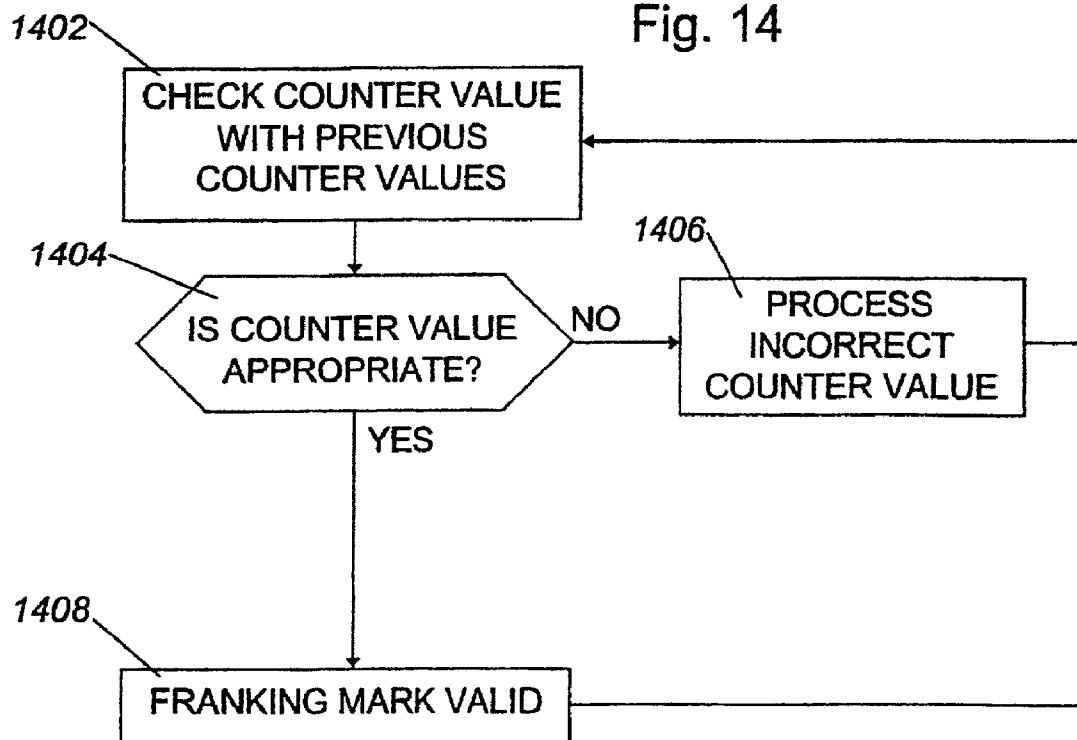 Fig. 14
1402
CHECK COUNTER VALUE
WITH PREVIOUS
COUNTER VALUES
1404
IS COUNTER VALUE
APPROPRIATE?
NO
1406
PROCESS
INCORRECT
COUNTER VALUE
YES
1408
FRANKING MARK VALID